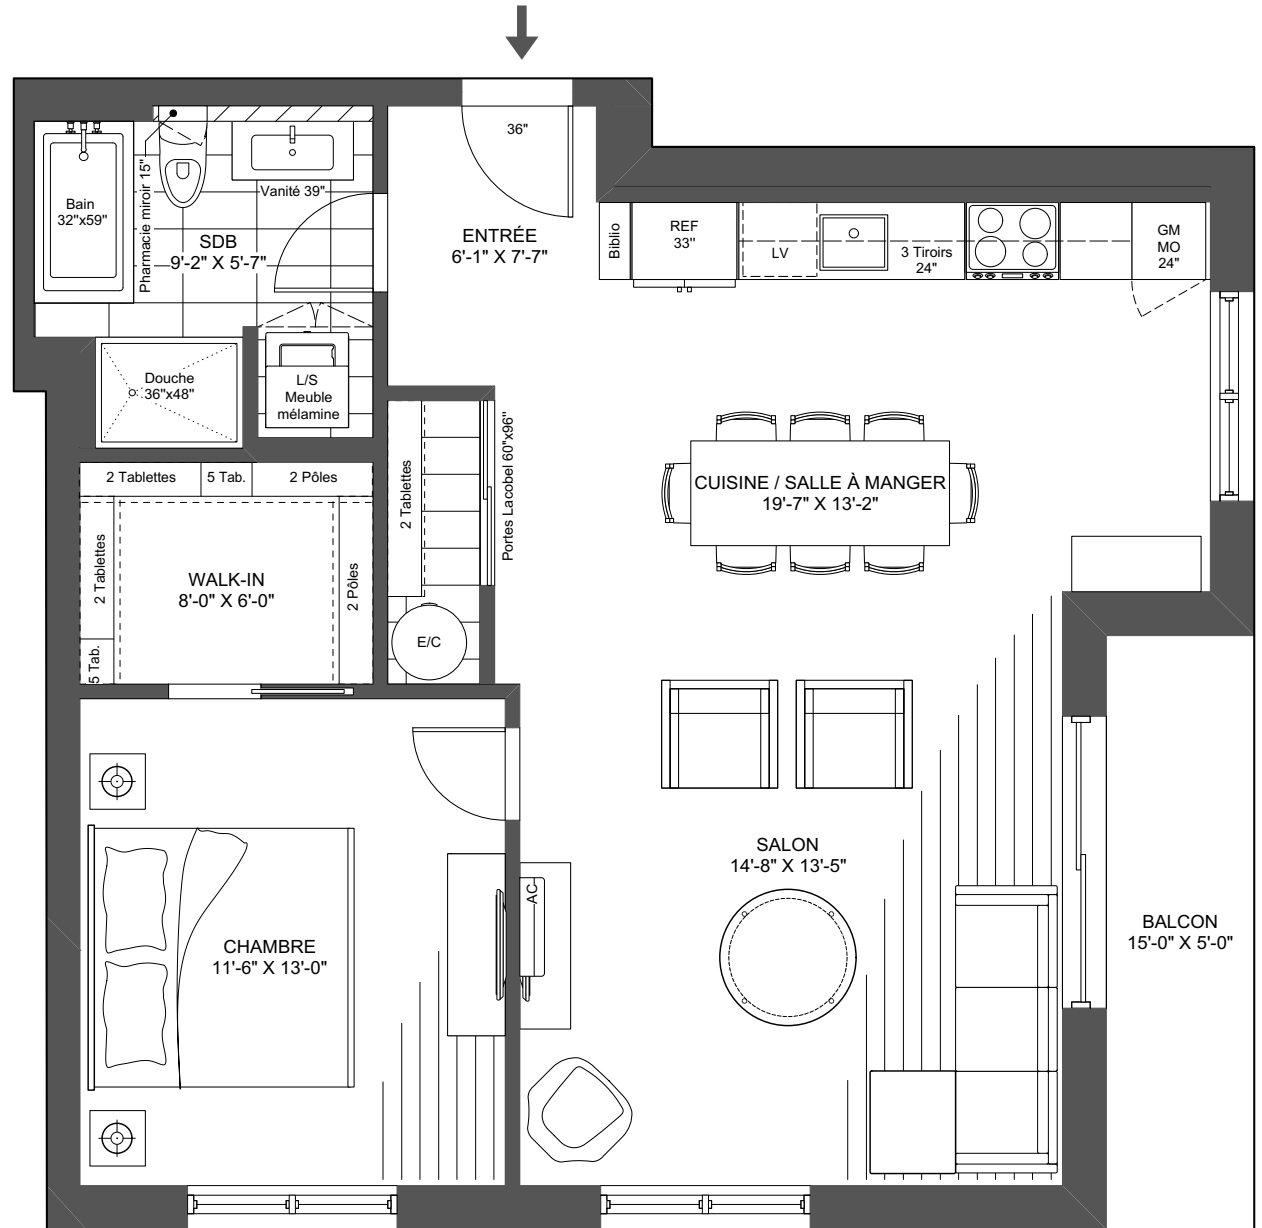 36"
Bain
32"x59"
Pharmacie miroir 15"
Vanité 39"
SDB
9'-2" X 5'-7"
ENTRÉE
6'-1" X 7'-7"
Biblio
REF
33"
LV
3 Tiroirs
24"
GM
MO
24"
Douche
36"x48"
L/S
Meuble
mélamine
2 Tablettes
5 Tab.
2 Pôles
2 Tablettes
5 Tab.
WALK-IN
8'-0" X 6'-0"
2 Pôles
2 Tablettes
Portes Lacobel 60"x96"
E/C
CUISINE / SALLE À MANGER
19'-7" X 13'-2"
SALON
14'-8" X 13'-5"
AC
CHAMBRE
11'-6" X 13'-0"
BALCON
15'-0" X 5'-0"